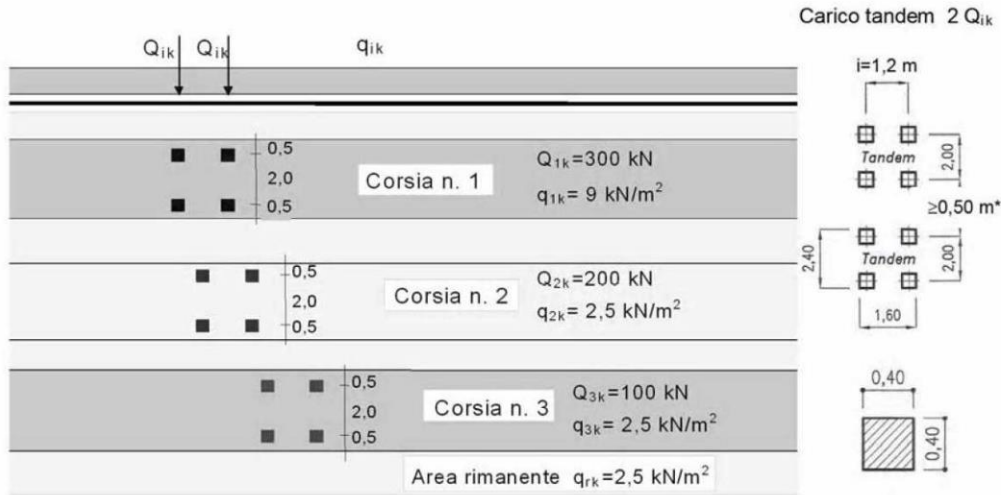 Carico tandem 2 Qik
Qik Qik qik
i=1,2 m
0,5
2,0
0,5
Corsia n. 1
Q1k=300 kN
q1k= 9 kN/m²
Tandem
2,00
≥0,50 m*
0,5
2,0
0,5
Corsia n. 2
Q2k=200 kN
q2k= 2,5 kN/m²
2,40
Tandem
2,00
1,60
0,5
2,0
0,5
Corsia n. 3
Q3k=100 kN
q3k= 2,5 kN/m²
0,40
0,40
Area rimanente qrk=2,5 kN/m²